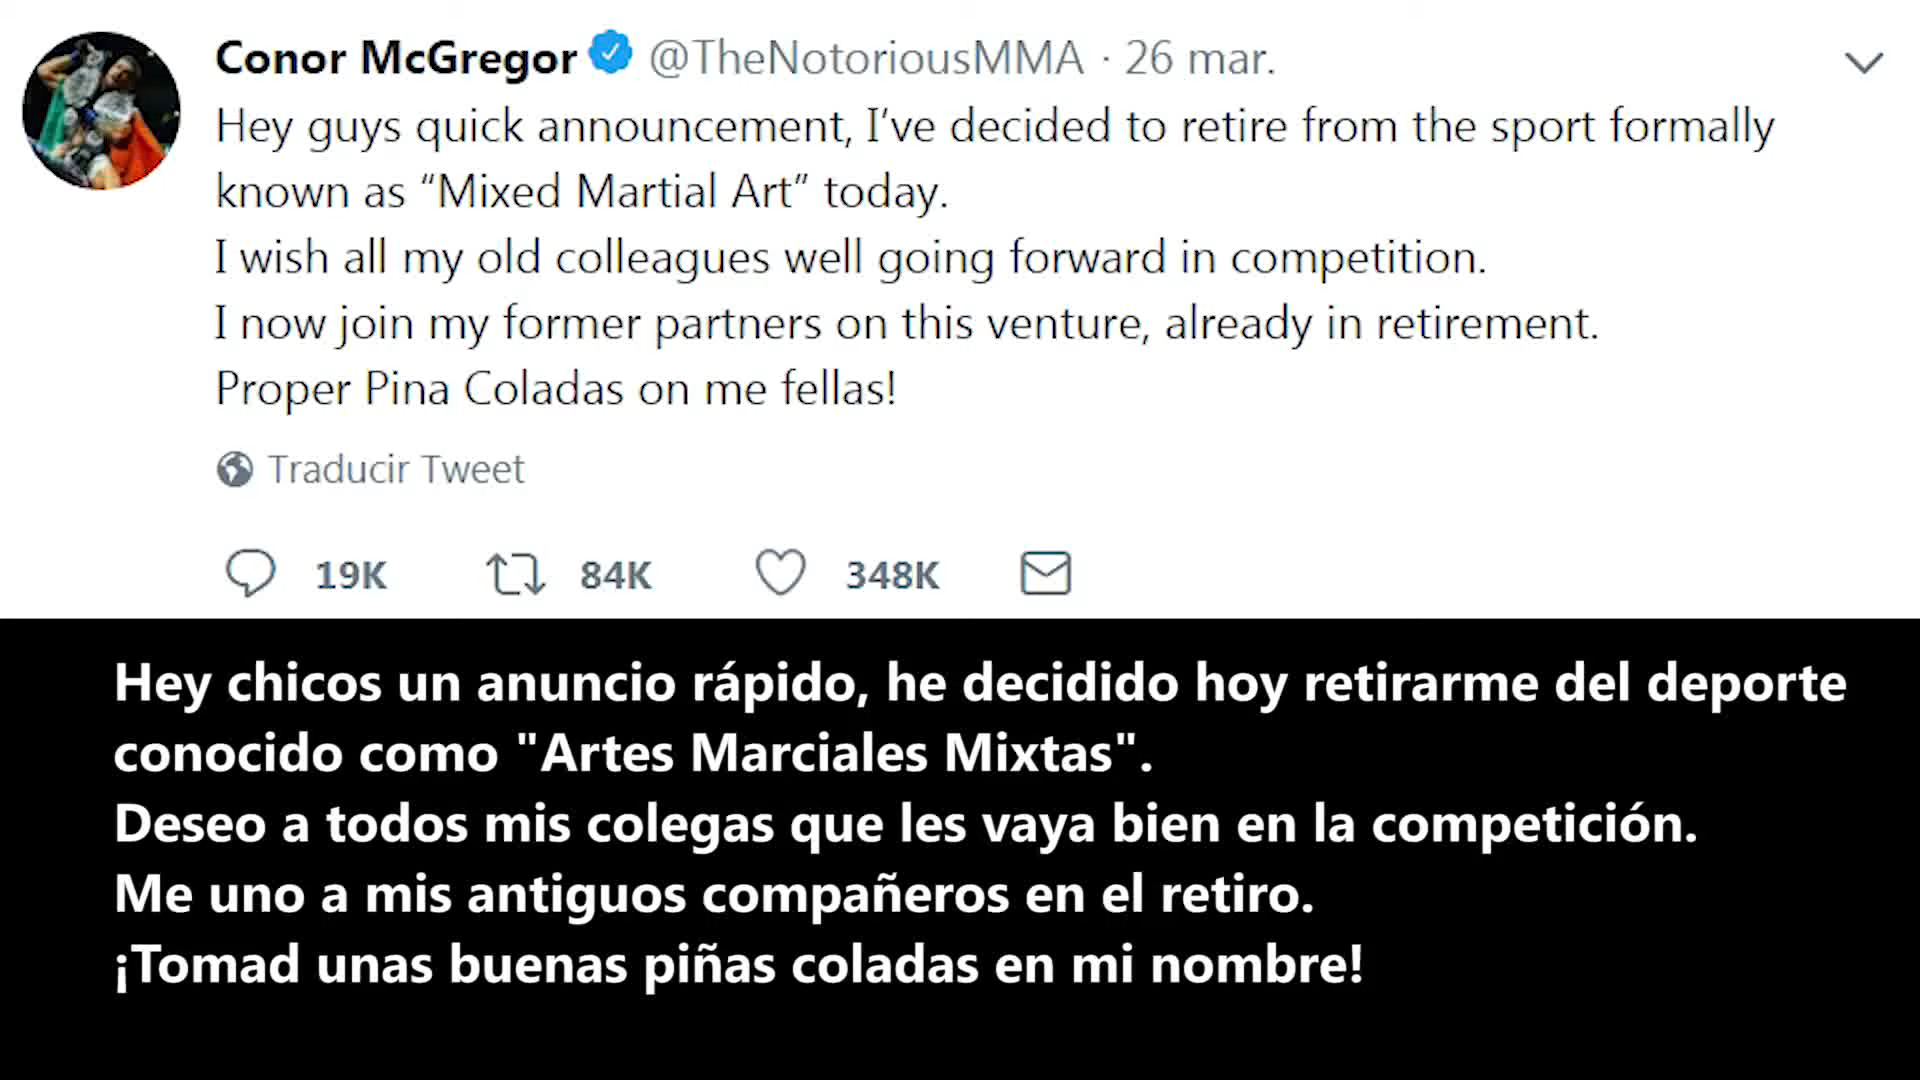 Conor McGregor @TheNotoriousMMA · 26 mar.
Hey guys quick announcement, I’ve decided to retire from the sport formally
known as “Mixed Martial Art” today.
I wish all my old colleagues well going forward in competition.
I now join my former partners on this venture, already in retirement.
Proper Pina Coladas on me fellas!
Traducir Tweet
19K 84K 348K
Hey chicos un anuncio rápido, he decidido hoy retirarme del deporte
conocido como "Artes Marciales Mixtas".
Deseo a todos mis colegas que les vaya bien en la competición.
Me uno a mis antiguos compañeros en el retiro.
¡Tomad unas buenas piñas coladas en mi nombre!